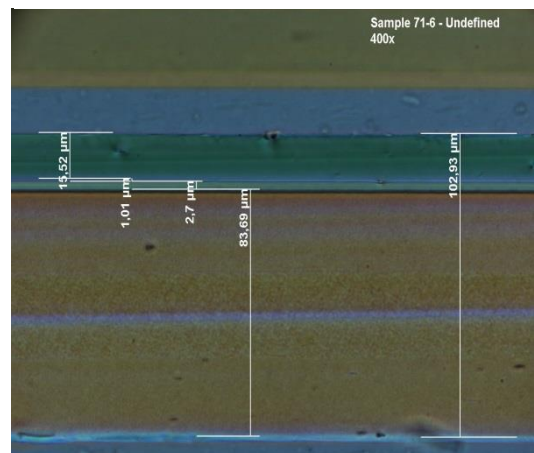 Sample 71-6 - Undefined
400x
15,52 µm
1,01 µm
2,7 µm
83,69 µm
102,93 µm